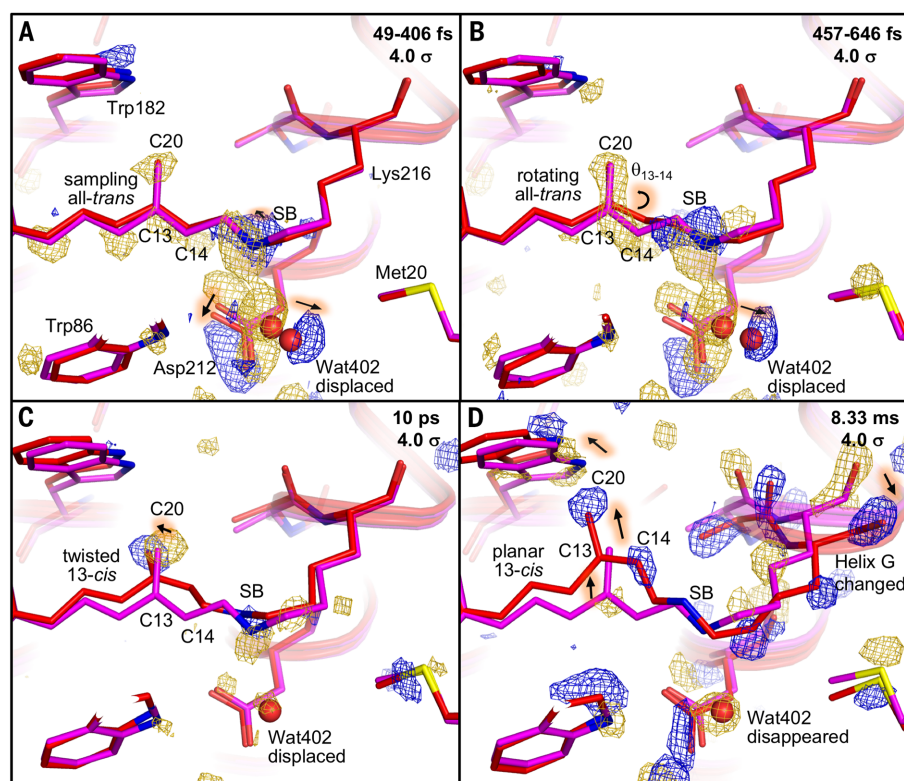 A
49-406 fs
4.0 σ
Trp182
C20
sampling
all-trans
Lys216
SB
C13
C14
Met20
Trp86
Asp212
Wat402
displaced
B
457-646 fs
4.0 σ
C20
θ13-14
rotating
all-trans
SB
C13
C14
Wat402
displaced
C
10 ps
4.0 σ
C20
twisted
13-cis
SB
C13
C14
Wat402
displaced
D
8.33 ms
4.0 σ
C20
C14
C13
planar
13-cis
SB
Helix G
changed
Wat402
disappeared